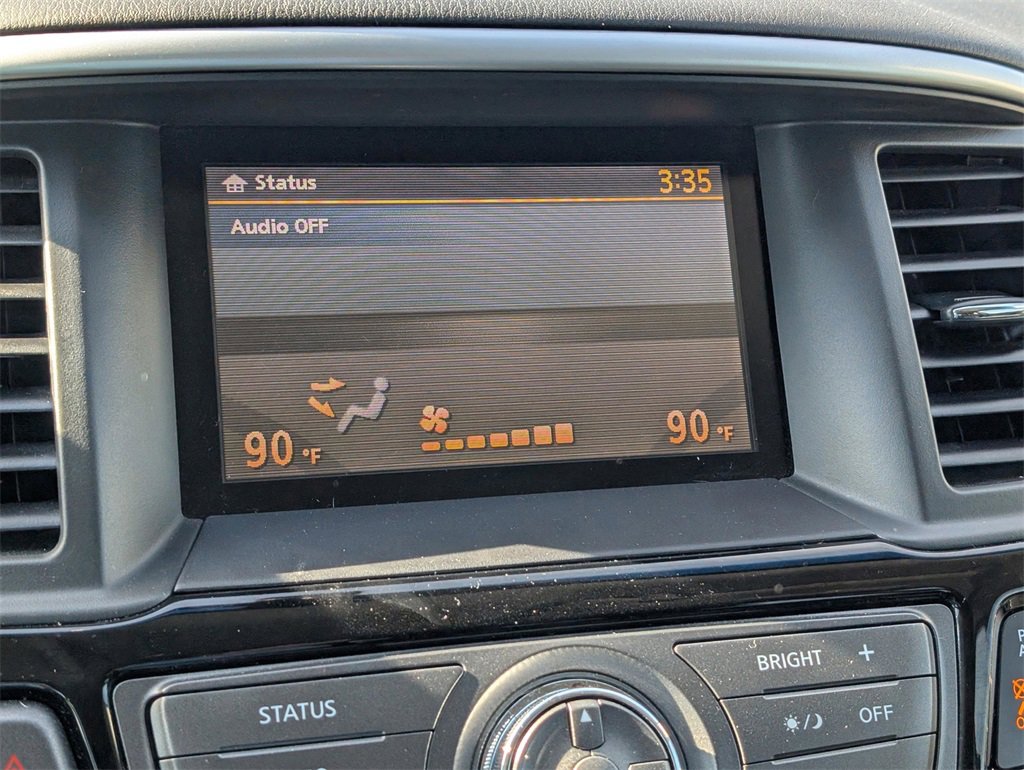 Status 3:35
Audio OFF
90 °F 90 °F
STATUS
BRIGHT +
OFF